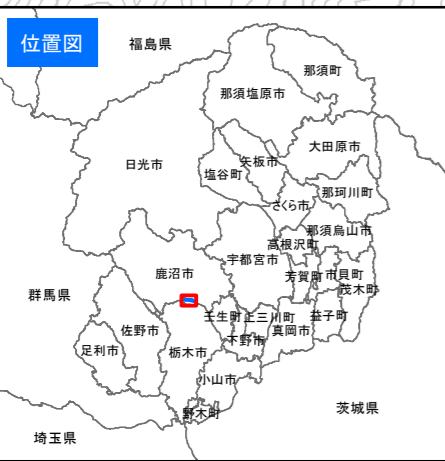 位置図
福島県
那須町
那須塩原市
大田原市
日光市
矢板市
塩谷町
那珂川町
さくら市
那須烏山市
高根沢町
宇都宮市
鹿沼市
芳賀町
市貝町
茂木町
群馬県
壬生町
上三川町
益子町
佐野市
真岡市
下野市
足利市
栃木市
小山市
野木町
茨城県
埼玉県